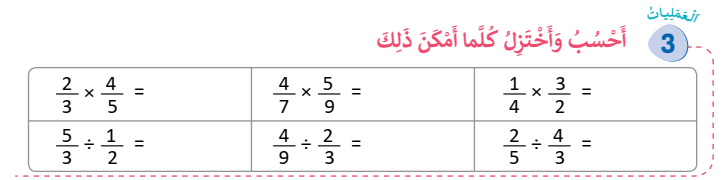 اَلْعَمَلِياتُ
3 أَحْسُبُ وَأَخْتَزِلُ كُلَّما أَمْكَنَ ذَلِكَ
2/3 × 4/5 = 4/7 × 5/9 = 1/4 × 3/2 =
5/3 ÷ 1/2 = 4/9 ÷ 2/3 = 2/5 ÷ 4/3 =